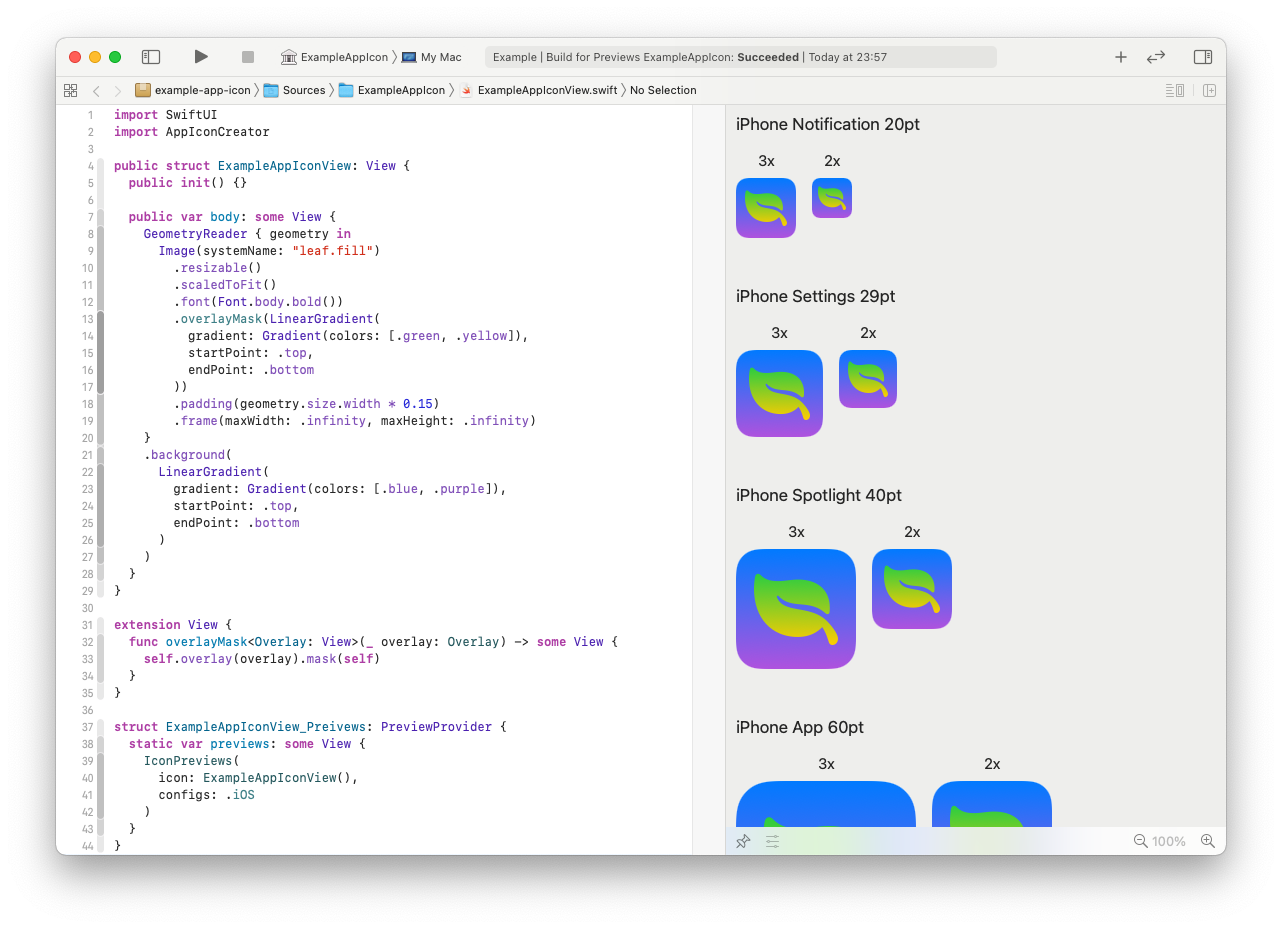 ExampleAppIcon 〉 My Mac
Example | Build for Previews ExampleAppIcon: Succeeded | Today at 23:57
example-app-icon 〉 Sources 〉 ExampleAppIcon 〉 ExampleAppIconView.swift 〉 No Selection
1 import SwiftUI
2 import AppIconCreator
3
4 public struct ExampleAppIconView: View {
5   public init() {}
6
7   public var body: some View {
8     GeometryReader { geometry in
9       Image(systemName: "leaf.fill")
10         .resizable()
11         .scaledToFit()
12         .font(Font.body.bold())
13         .overlayMask(LinearGradient(
14           gradient: Gradient(colors: [.green, .yellow]),
15           startPoint: .top,
16           endPoint: .bottom
17         ))
18         .padding(geometry.size.width * 0.15)
19         .frame(maxWidth: .infinity, maxHeight: .infinity)
20     }
21     .background(
22       LinearGradient(
23         gradient: Gradient(colors: [.blue, .purple]),
24         startPoint: .top,
25         endPoint: .bottom
26       )
27     )
28   }
29 }
30
31 extension View {
32   func overlayMask<Overlay: View>(_ overlay: Overlay) -> some View {
33     self.overlay(overlay).mask(self)
34   }
35 }
36
37 struct ExampleAppIconView_Preivews: PreviewProvider {
38   static var previews: some View {
39     IconPreviews(
40       icon: ExampleAppIconView(),
41       configs: .iOS
42     )
43   }
44 }
iPhone Notification 20pt
3x 2x
iPhone Settings 29pt
3x 2x
iPhone Spotlight 40pt
3x 2x
iPhone App 60pt
3x 2x
100%